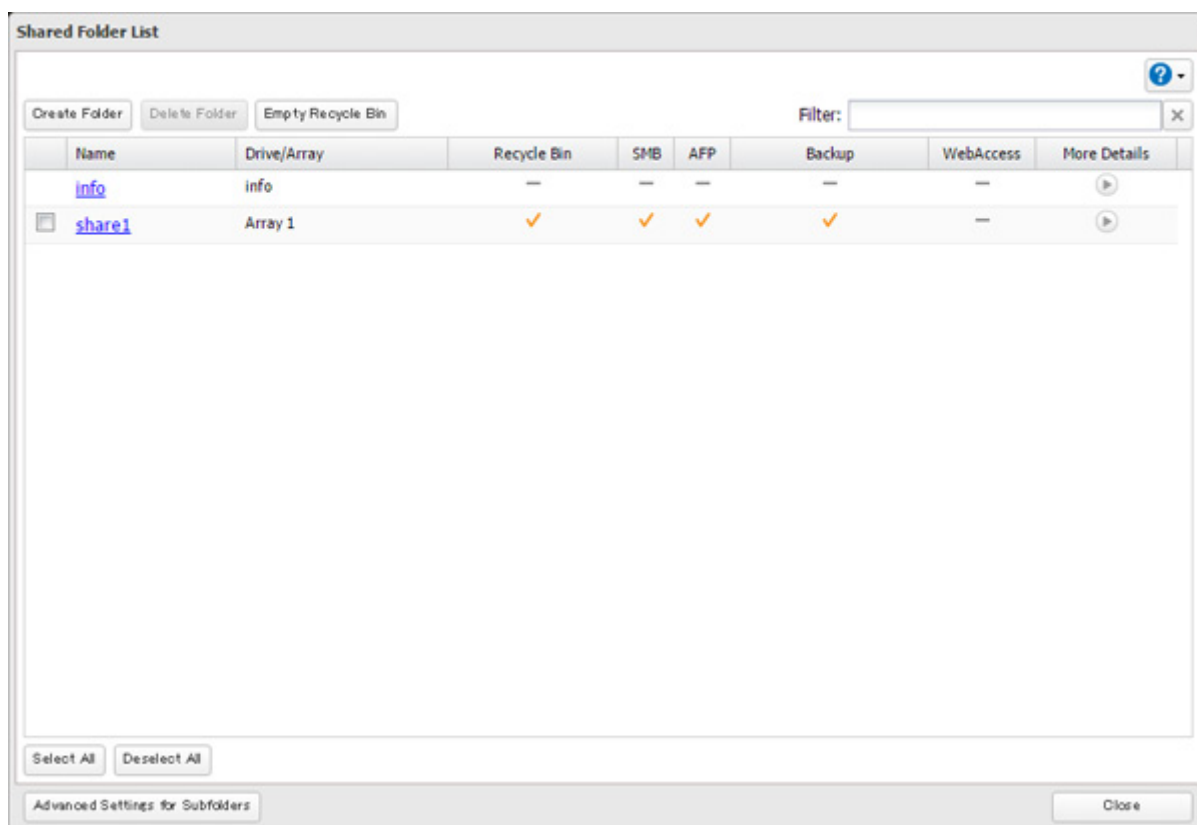 Shared Folder List
?
Create Folder Delete Folder Empty Recycle Bin Filter:
Name Drive/Array Recycle Bin SMB AFP Backup WebAccess More Details
info info — — — — —
share1 Array 1 ✓ ✓ ✓ ✓ —
Select All Deselect All
Advanced Settings for Subfolders Close